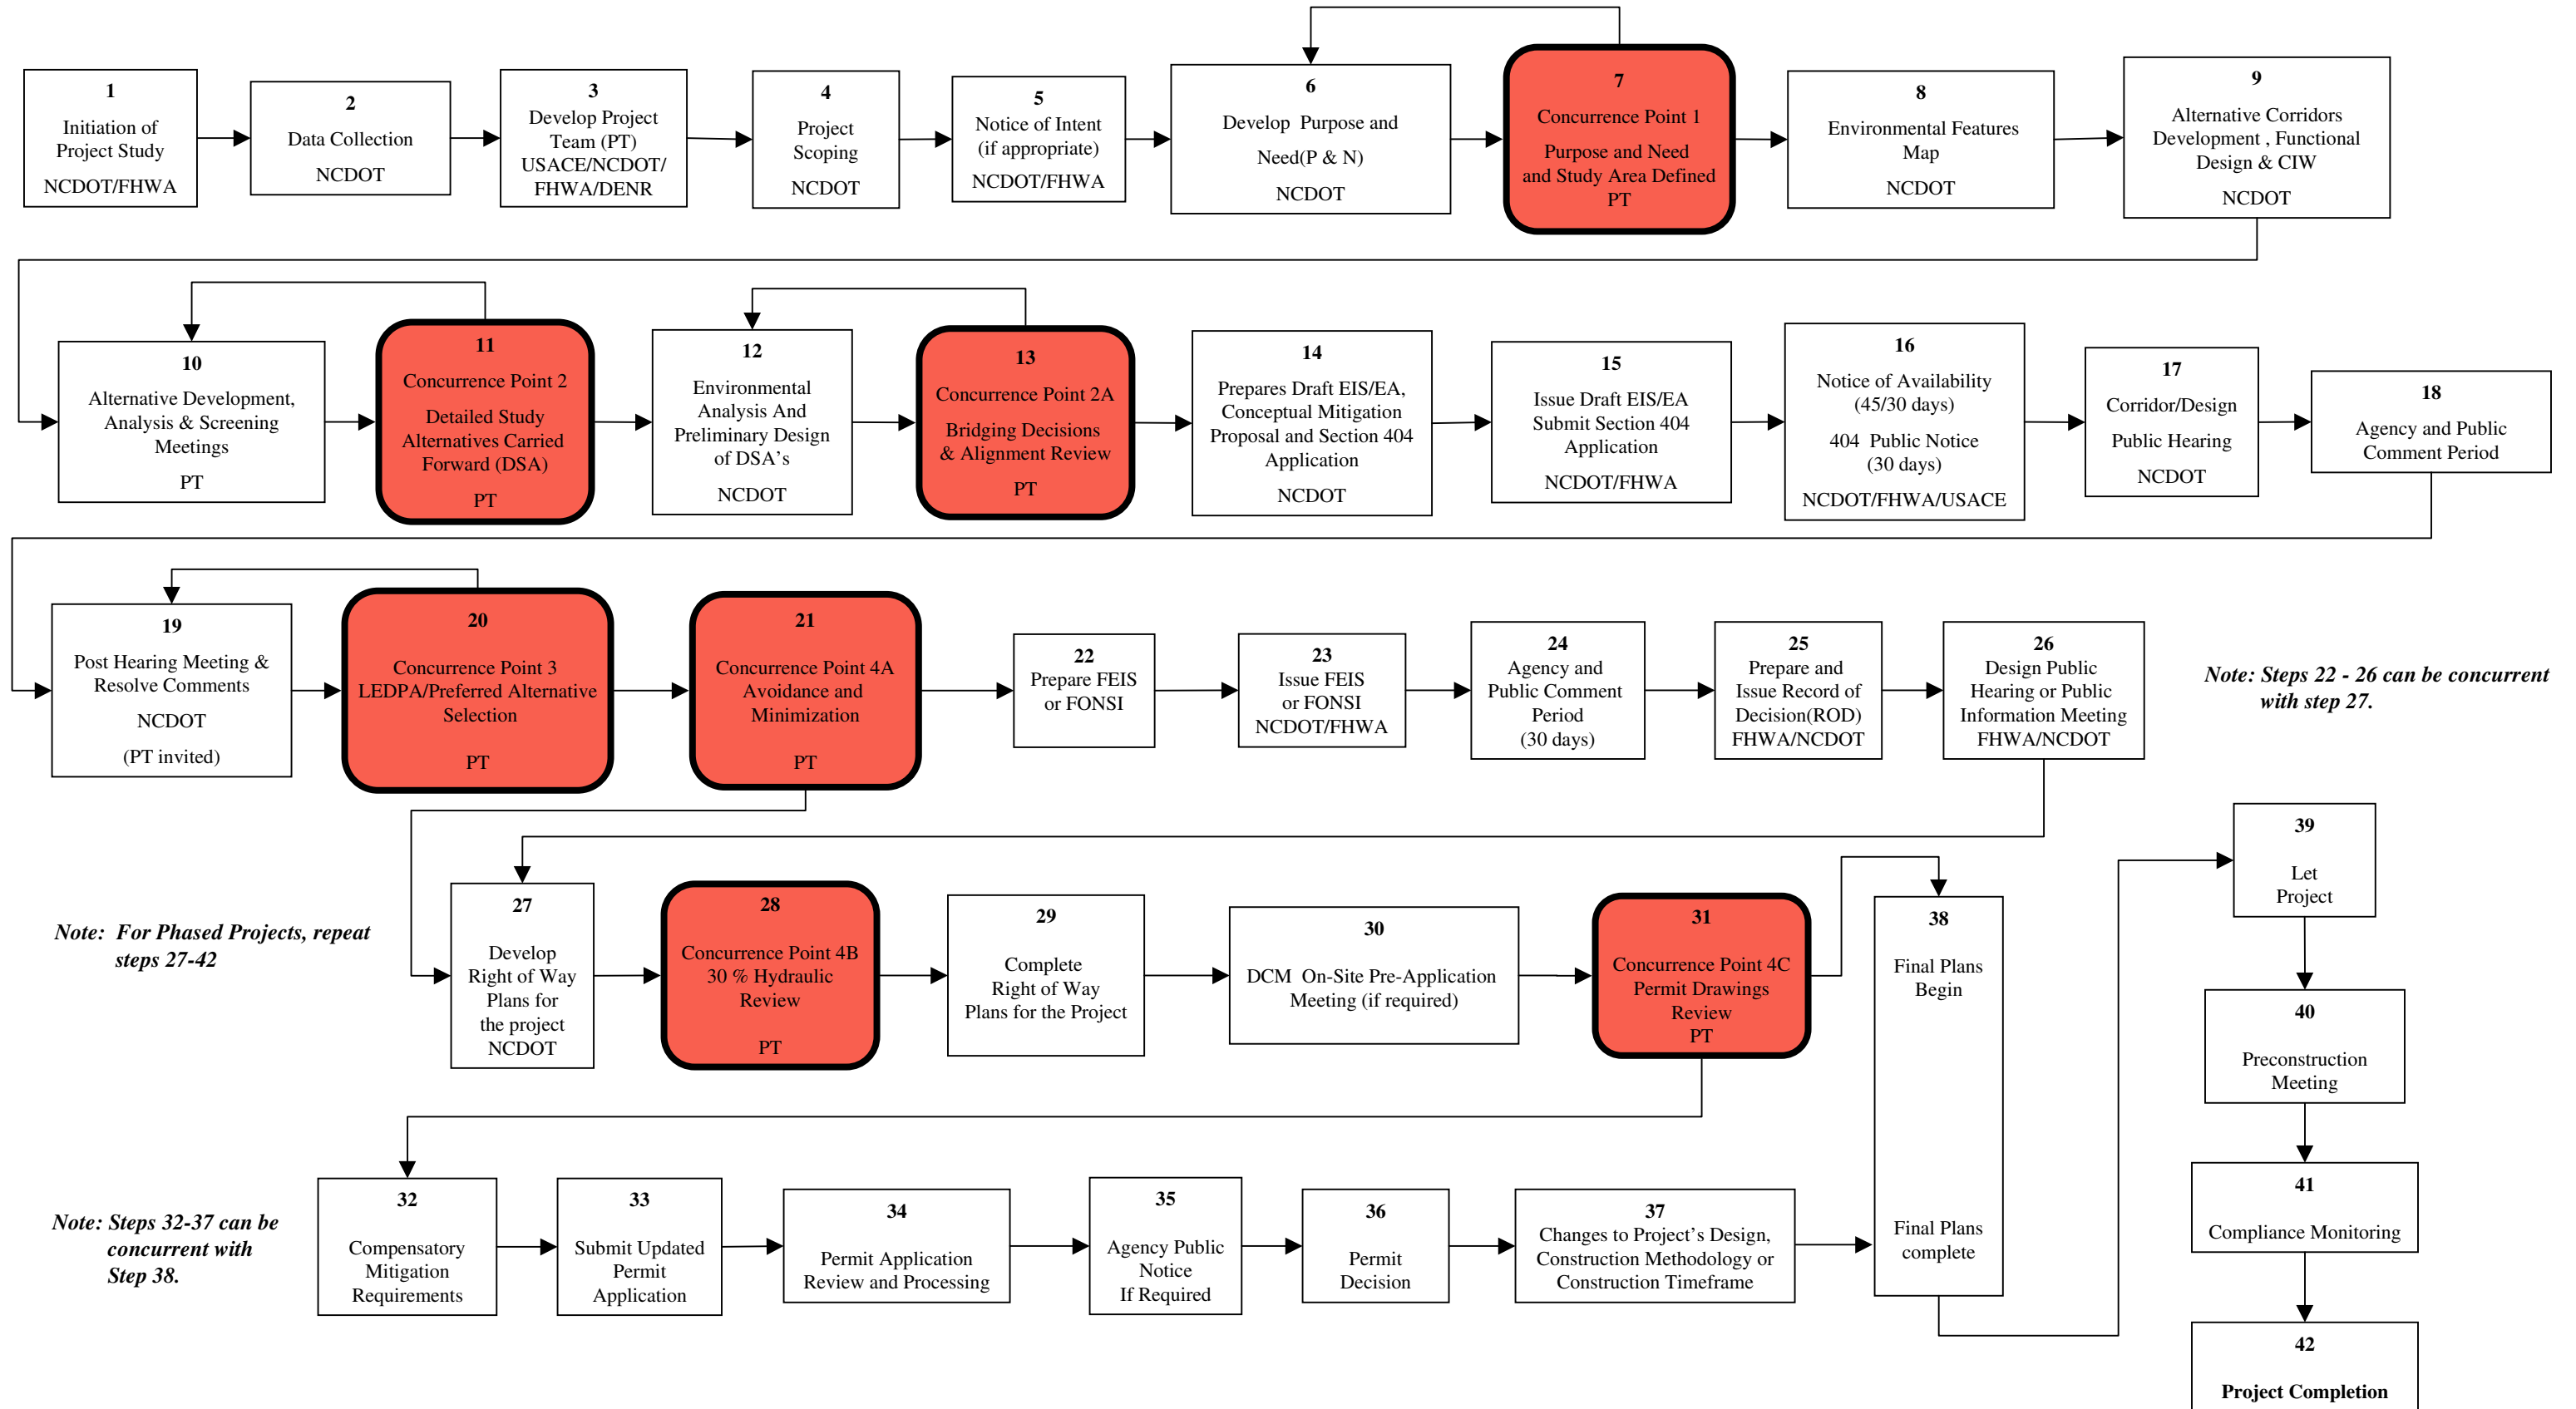 1
Initiation of
Project Study
NCDOT/FHWA
2
Data Collection
NCDOT
3
Develop Project
Team (PT)
USACE/NCDOT/
FHWA/DENR
4
Project
Scoping
NCDOT
5
Notice of Intent
(if appropriate)
NCDOT/FHWA
6
Develop Purpose and
Need(P & N)
NCDOT
7
Concurrence Point 1
Purpose and Need
and Study Area Defined
PT
8
Environmental Features
Map
NCDOT
9
Alternative Corridors
Development , Functional
Design & CIW
NCDOT
10
Alternative Development,
Analysis & Screening
Meetings
PT
11
Concurrence Point 2
Detailed Study
Alternatives Carried
Forward (DSA)
PT
12
Environmental
Analysis And
Preliminary Design
of DSA's
NCDOT
13
Concurrence Point 2A
Bridging Decisions
& Alignment Review
PT
14
Prepares Draft EIS/EA,
Conceptual Mitigation
Proposal and Section 404
Application
NCDOT
15
Issue Draft EIS/EA
Submit Section 404
Application
NCDOT/FHWA
16
Notice of Availability
(45/30 days)
404 Public Notice
(30 days)
NCDOT/FHWA/USACE
17
Corridor/Design
Public Hearing
NCDOT
18
Agency and Public
Comment Period
19
Post Hearing Meeting &
Resolve Comments
NCDOT
(PT invited)
20
Concurrence Point 3
LEDPA/Preferred Alternative
Selection
PT
21
Concurrence Point 4A
Avoidance and
Minimization
PT
22
Prepare FEIS
or FONSI
23
Issue FEIS
or FONSI
NCDOT/FHWA
24
Agency and
Public Comment
Period
(30 days)
25
Prepare and
Issue Record of
Decision(ROD)
FHWA/NCDOT
26
Design Public
Hearing or Public
Information Meeting
FHWA/NCDOT
Note: Steps 22 - 26 can be concurrent
with step 27.
Note: For Phased Projects, repeat
steps 27-42
27
Develop
Right of Way
Plans for
the project
NCDOT
28
Concurrence Point 4B
30 % Hydraulic
Review
PT
29
Complete
Right of Way
Plans for the Project
30
DCM On-Site Pre-Application
Meeting (if required)
31
Concurrence Point 4C
Permit Drawings
Review
PT
38
Final Plans
Begin
Final Plans
complete
39
Let
Project
40
Preconstruction
Meeting
41
Compliance Monitoring
42
Project Completion
Note: Steps 32-37 can be
concurrent with
Step 38.
32
Compensatory
Mitigation
Requirements
33
Submit Updated
Permit
Application
34
Permit Application
Review and Processing
35
Agency Public
Notice
If Required
36
Permit
Decision
37
Changes to Project's Design,
Construction Methodology or
Construction Timeframe